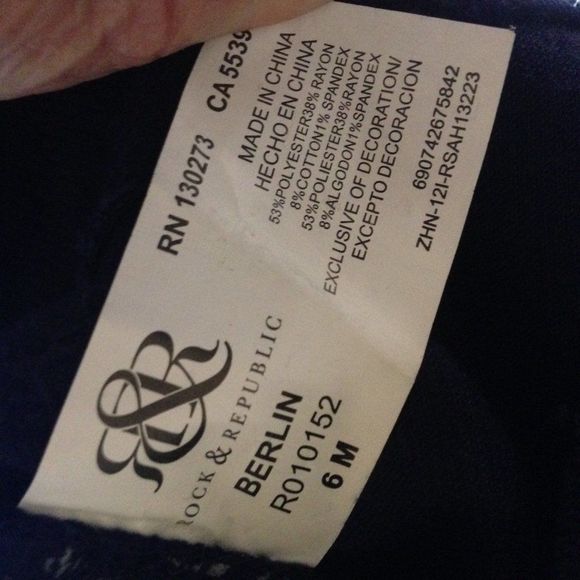 R&R
ROCK & REPUBLIC
BERLIN
R010152
6 M
RN 130273 CA 5539
MADE IN CHINA
HECHO EN CHINA
53%POLYESTER38% RAYON
8%COTTON1% SPANDEX
53%POLIESTER38%RAYON
8%ALGODON1%SPANDEX
EXCLUSIVE OF DECORATION/
EXCEPTO DECORACION
690742675842
ZHN-12I-RSAH13223